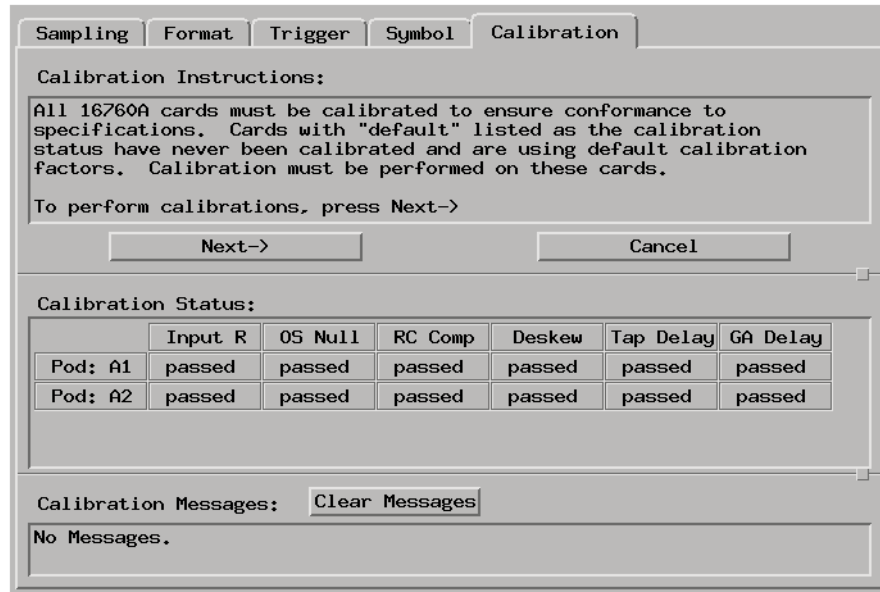 Sampling Format Trigger Symbol Calibration
Calibration Instructions:
All 16760A cards must be calibrated to ensure conformance to
specifications. Cards with "default" listed as the calibration
status have never been calibrated and are using default calibration
factors. Calibration must be performed on these cards.
To perform calibrations, press Next->
Next-> Cancel
Calibration Status:
Input R OS Null RC Comp Deskew Tap Delay GA Delay
Pod: A1 passed passed passed passed passed passed
Pod: A2 passed passed passed passed passed passed
Calibration Messages: Clear Messages
No Messages.